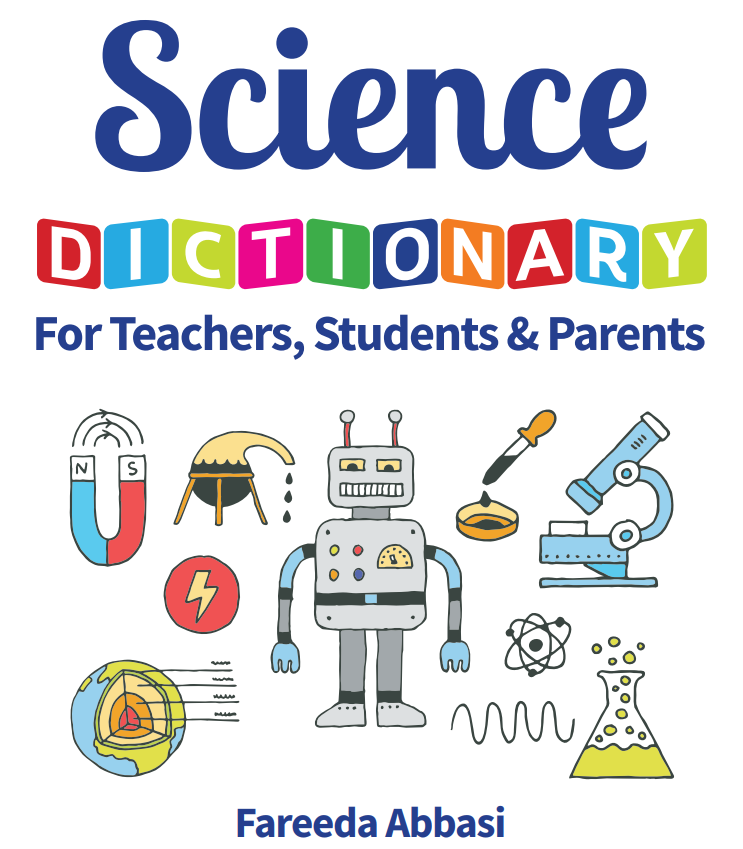 Science
DICTIONARY
For Teachers, Students & Parents
N S
Fareeda Abbasi